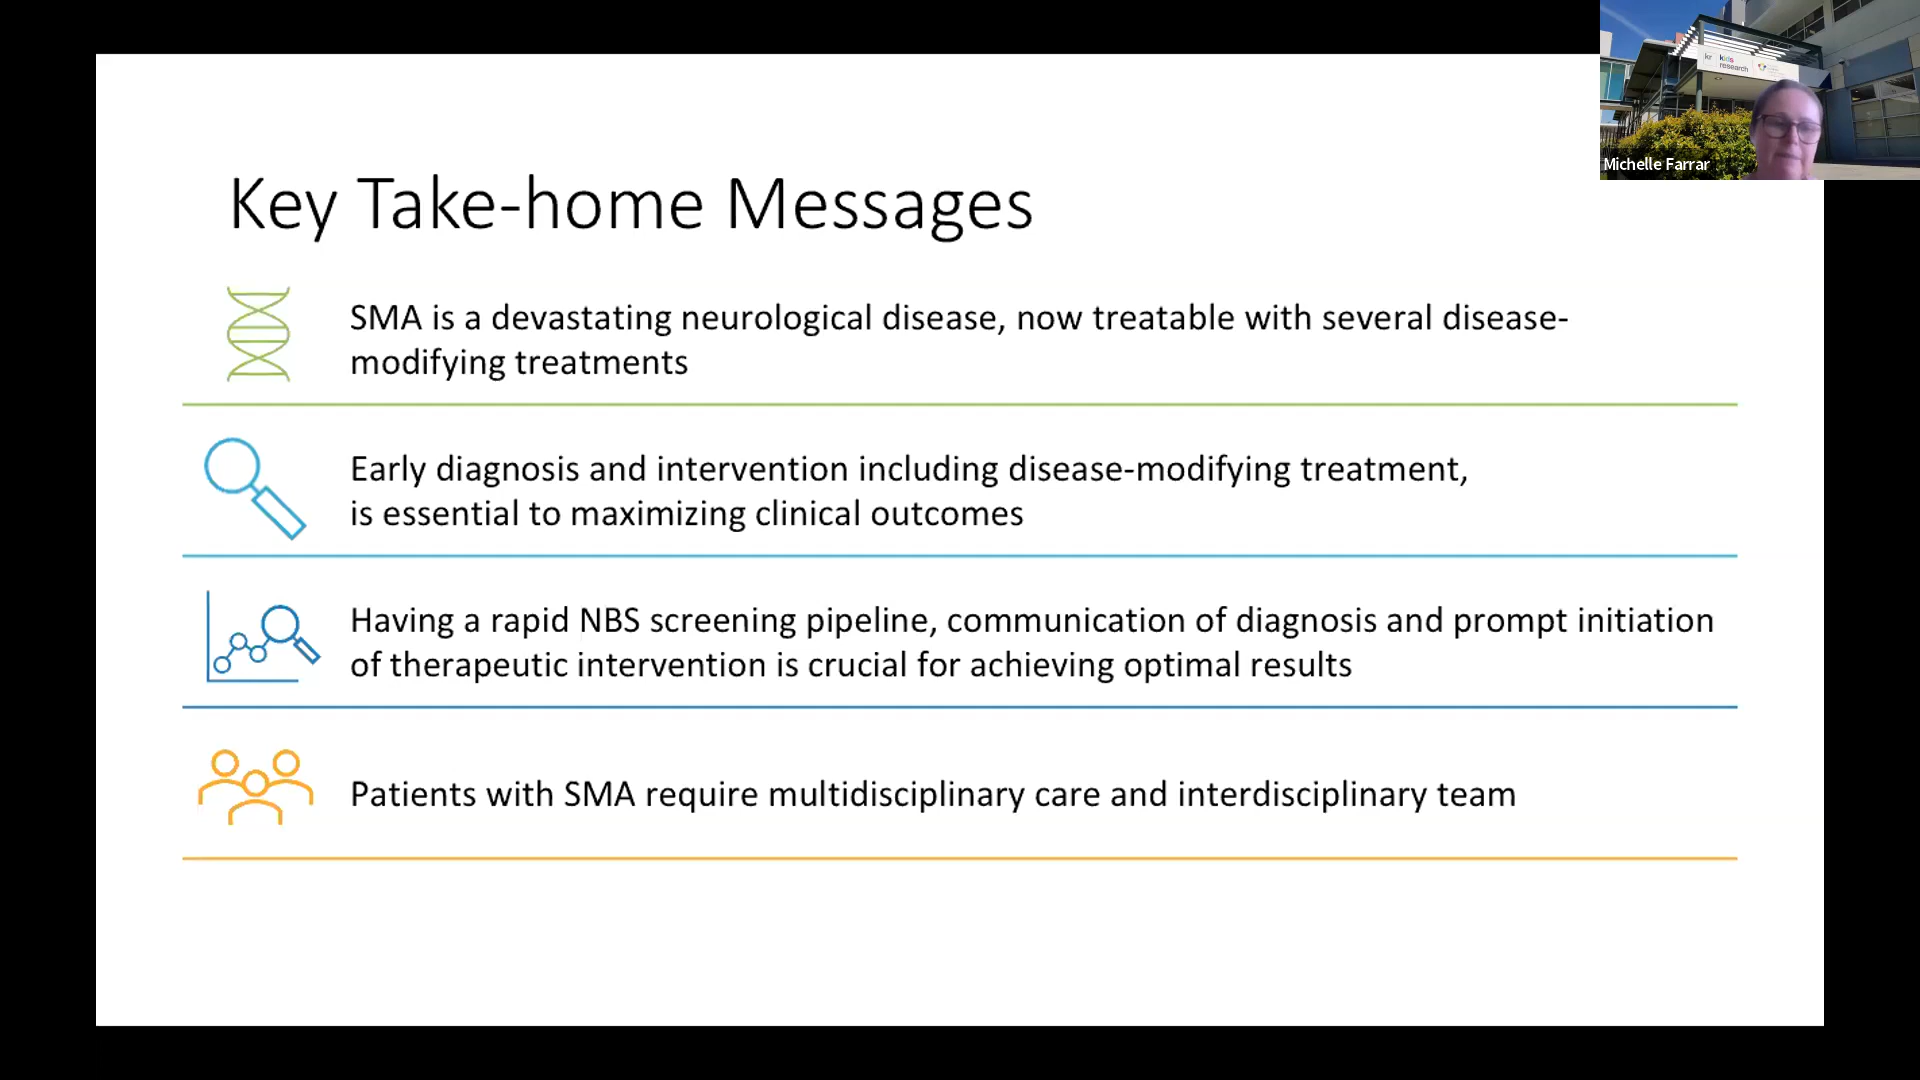 kr kids
research
Michelle Farrar
Key Take-home Messages
SMA is a devastating neurological disease, now treatable with several disease-
modifying treatments
Early diagnosis and intervention including disease-modifying treatment,
is essential to maximizing clinical outcomes
Having a rapid NBS screening pipeline, communication of diagnosis and prompt initiation
of therapeutic intervention is crucial for achieving optimal results
Patients with SMA require multidisciplinary care and interdisciplinary team